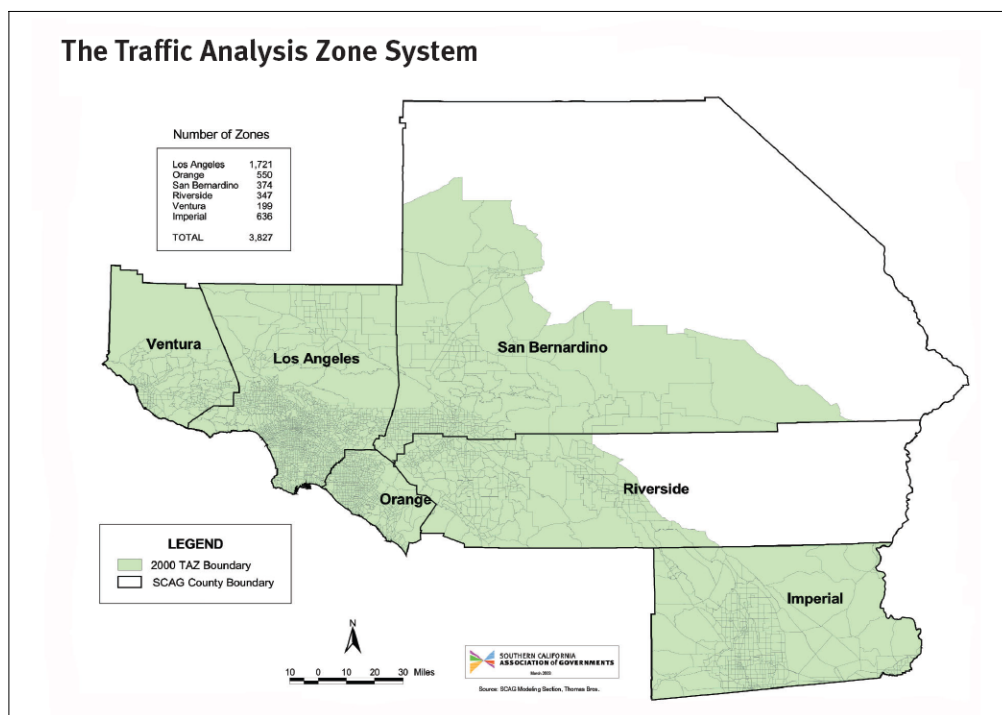 The Traffic Analysis Zone System
Number of Zones
Los Angeles 1,721
Orange 550
San Bernardino 374
Riverside 347
Ventura 199
Imperial 636
TOTAL 3,827
Ventura
Los Angeles
San Bernardino
Orange
Riverside
Imperial
LEGEND
2000 TAZ Boundary
SCAG County Boundary
N
10 0 10 20 30 Miles
SOUTHERN CALIFORNIA
ASSOCIATION of GOVERNMENTS
Source: SCAG Modeling Section, Thomas Bros.